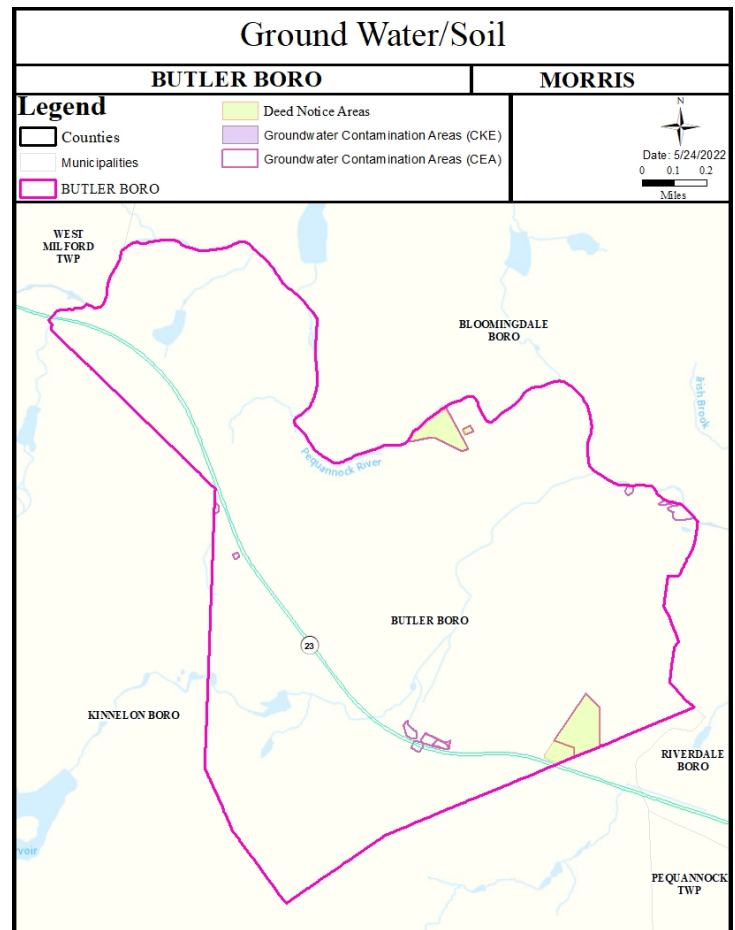 Ground Water/Soil
BUTLER BORO
MORRIS
Legend
Counties
Municipalities
BUTLER BORO
Deed Notice Areas
Groundwater Contamination Areas (CKE)
Groundwater Contamination Areas (CEA)
N
Date: 5/24/2022
0 0.1 0.2
Miles
WEST
MILFORD
TWP
BLOOMINGDALE
BORO
Irish Brook
Pequannock River
BUTLER BORO
23
KINNELON BORO
RIVERDALE
BORO
voir
PEQUANNOCK
TWP